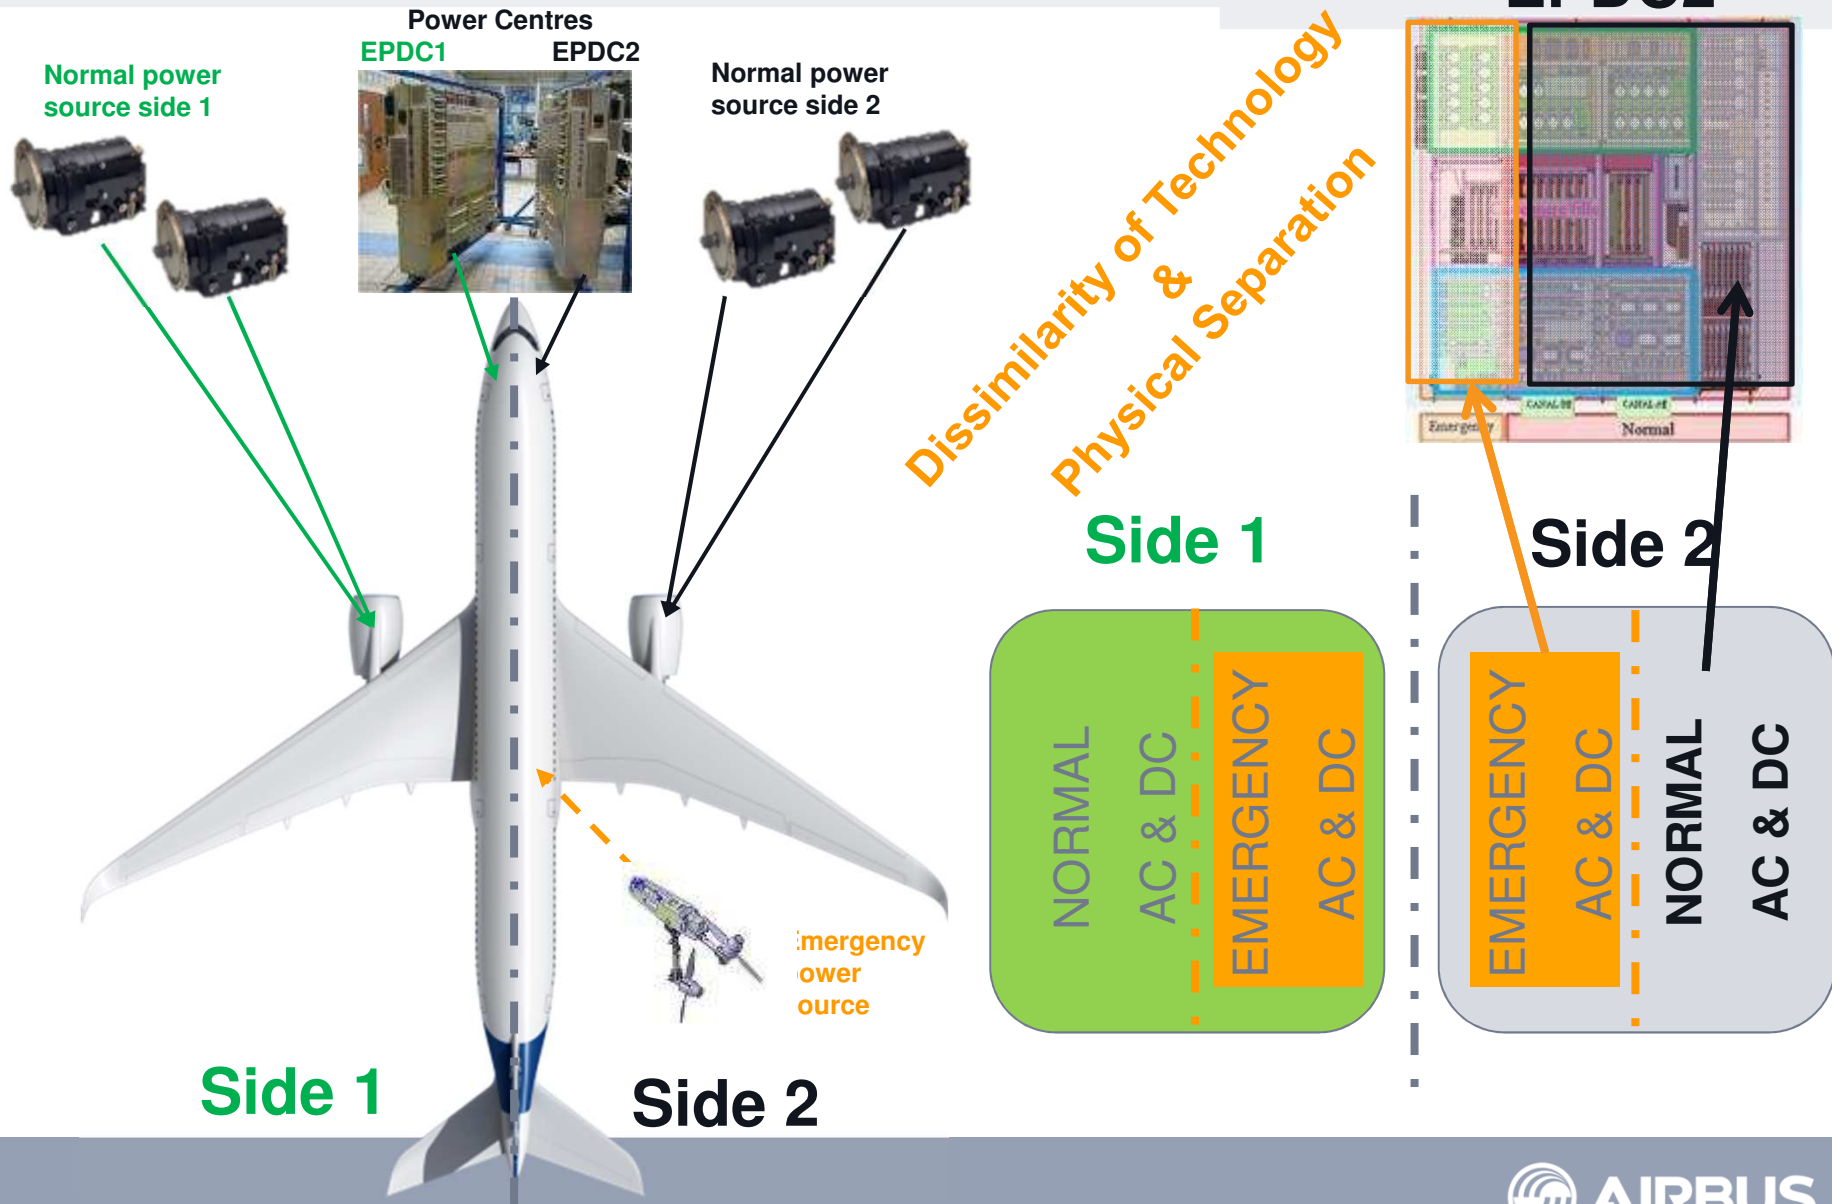 Power Centres
EPDC1
EPDC2
EPDC2
Normal power
source side 1
Normal power
source side 2
Dissimilarity of Technology
&
Physical Separation
Emergency
Normal
Side 1
Side 2
NORMAL
AC & DC
EMERGENCY
AC & DC
EMERGENCY
AC & DC
NORMAL
AC & DC
mergency
ower
ource
Side 1
Side 2
AIRBUS